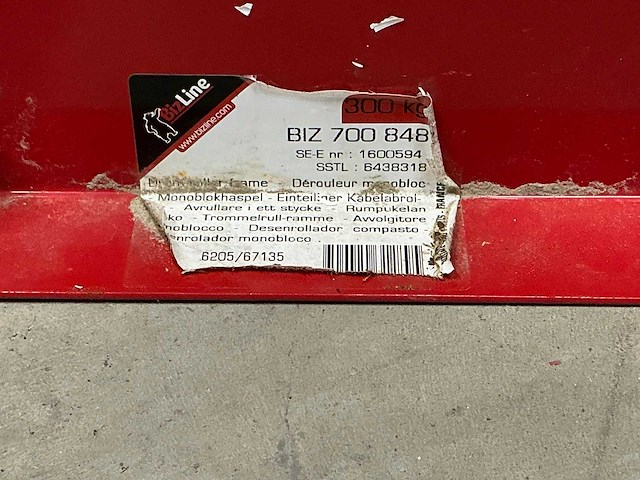 BizLine
www.bizline.com
300 kg
BIZ 700 848
SE-E nr : 1600594
SSTL : 6438318
Dérouleur monobloc
Monoblokhaspel - Einteiliger Kabelabrol-
- Avrullare i ett stycke - Rumpukelan
- Trommelrull-ramme - Avvolgitore
- Desenrollador compasto
monobloco .
6205/67135
FRANCE